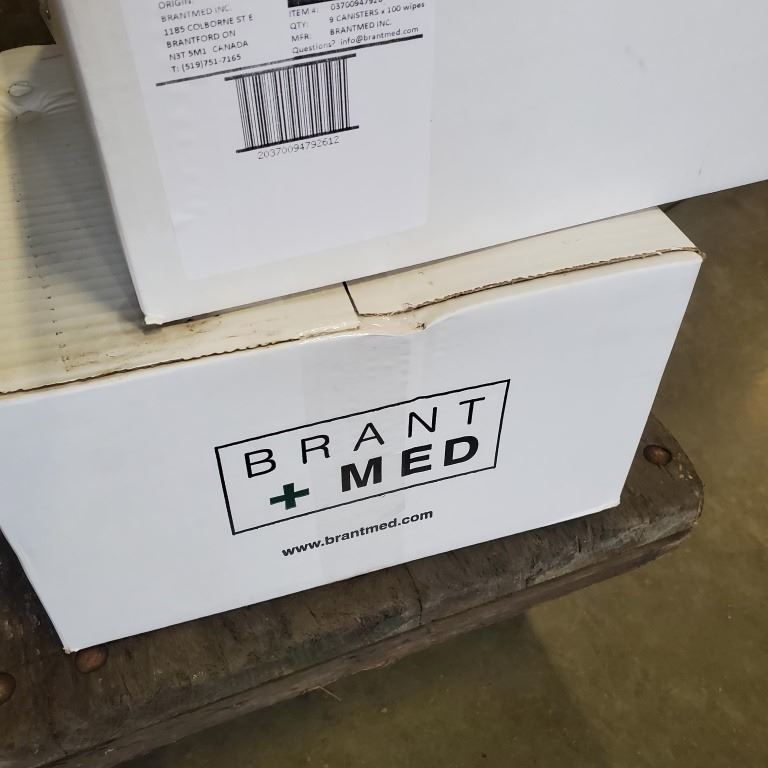 ORIGIN:
BRANTMED INC.
1185 COLBORNE ST E
BRANTFORD ON
N3T 5M1 CANADA
T: (519)751-7165
ITEM #:
QTY: 9 CANISTERS x 100 wipes
MFR: BRANTMED INC.
Questions? info@brantmed.com
20370094792612
BRANT
+ MED
www.brantmed.com